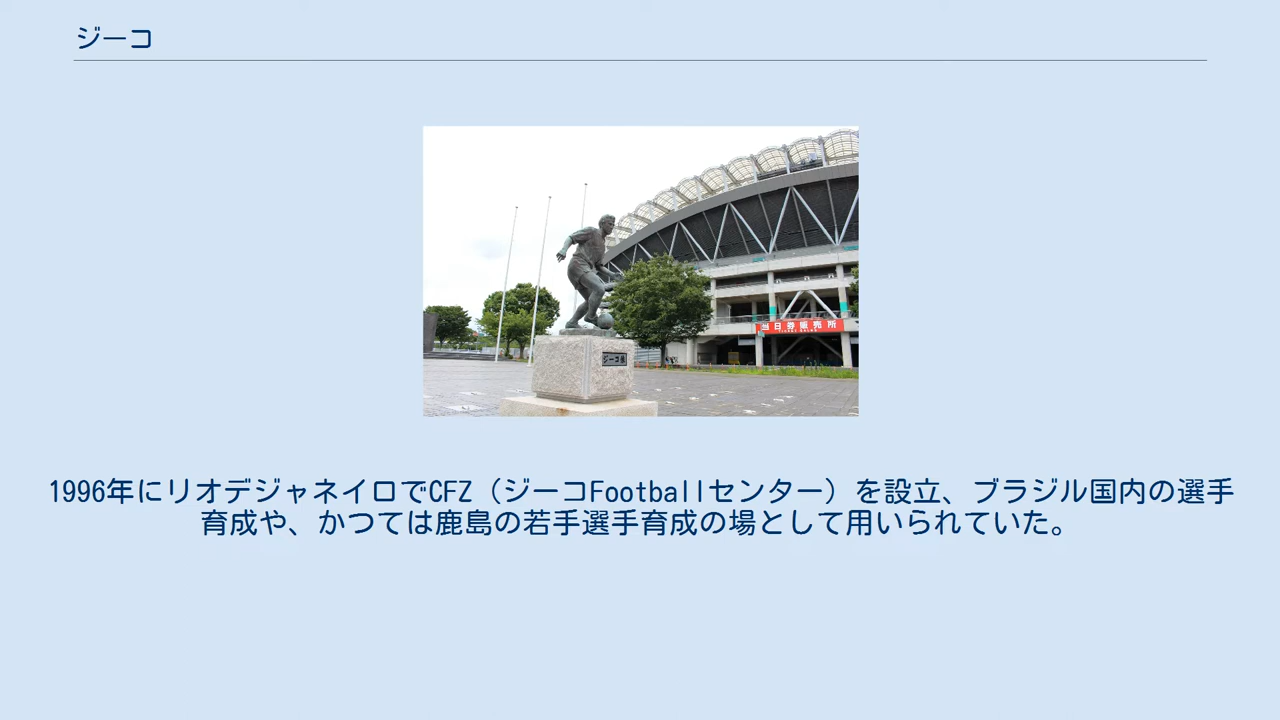 ジーコ
当日券販売所
ジーコ像
1996年にリオデジャネイロでCFZ（ジーコFootballセンター）を設立、ブラジル国内の選手
育成や、かつては鹿島の若手選手育成の場として用いられていた。